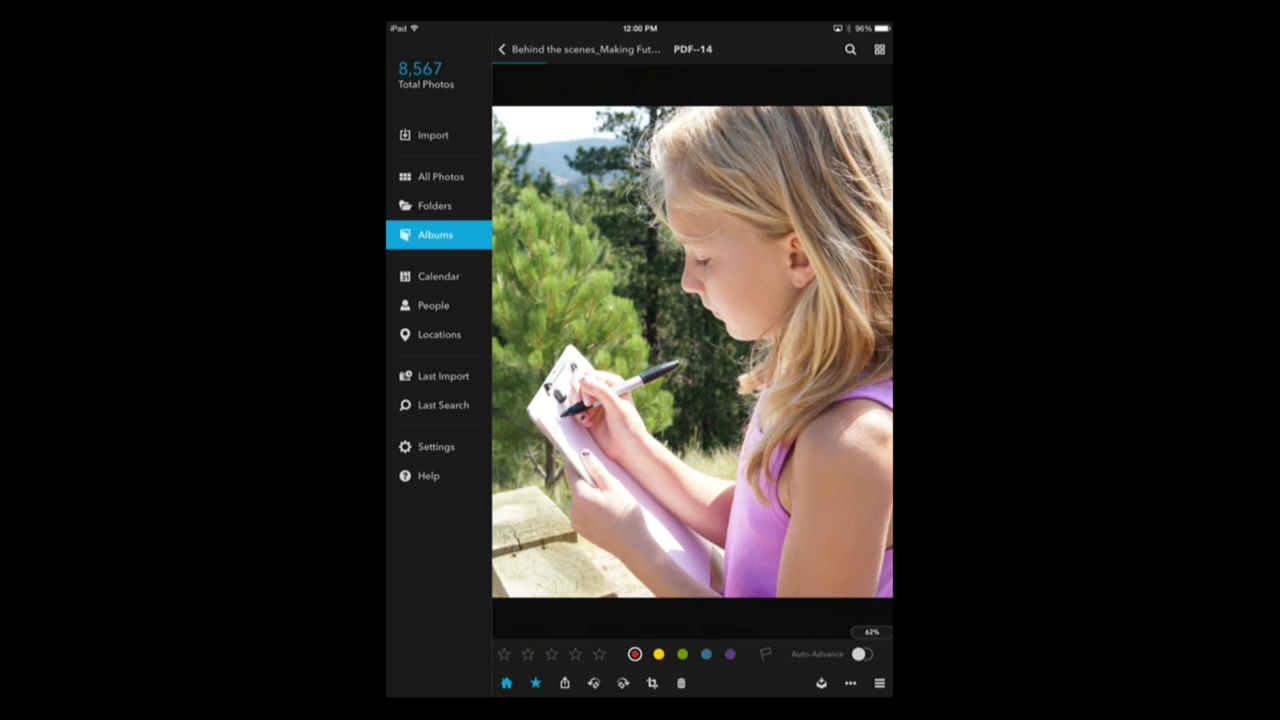 iPad 12:00 PM 96%
Behind the scenes_Making Fut... PDF--14
8,567
Total Photos
Import
All Photos
Folders
Albums
31 Calendar
People
Locations
Last Import
Last Search
Settings
? Help
62%
Auto-Advance